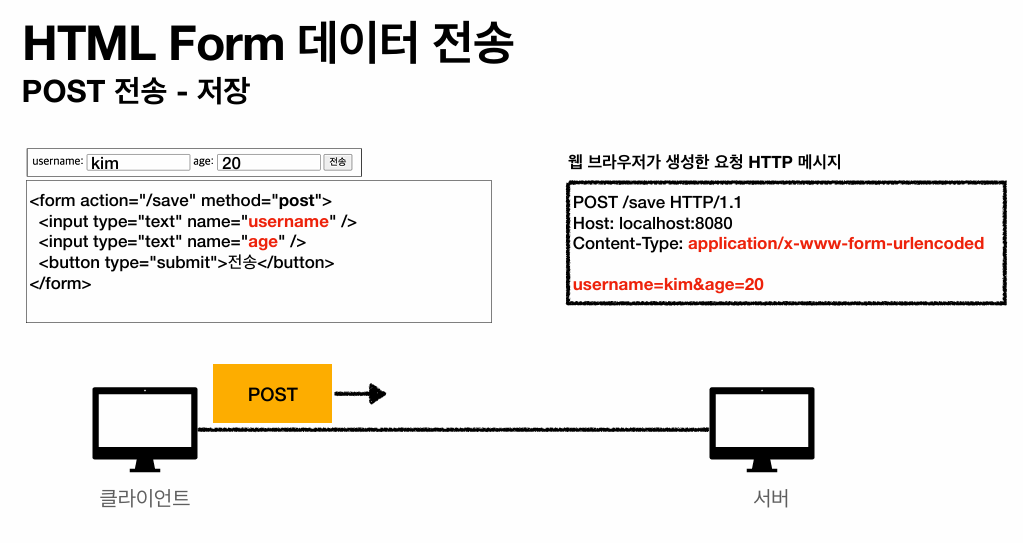 HTML Form 데이터 전송
POST 전송 - 저장
username: kim age: 20 전송
<form action="/save" method="post">
<input type="text" name="username" />
<input type="text" name="age" />
<button type="submit">전송</button>
</form>
웹 브라우저가 생성한 요청 HTTP 메시지
POST /save HTTP/1.1
Host: localhost:8080
Content-Type: application/x-www-form-urlencoded
username=kim&age=20
POST
클라이언트
서버